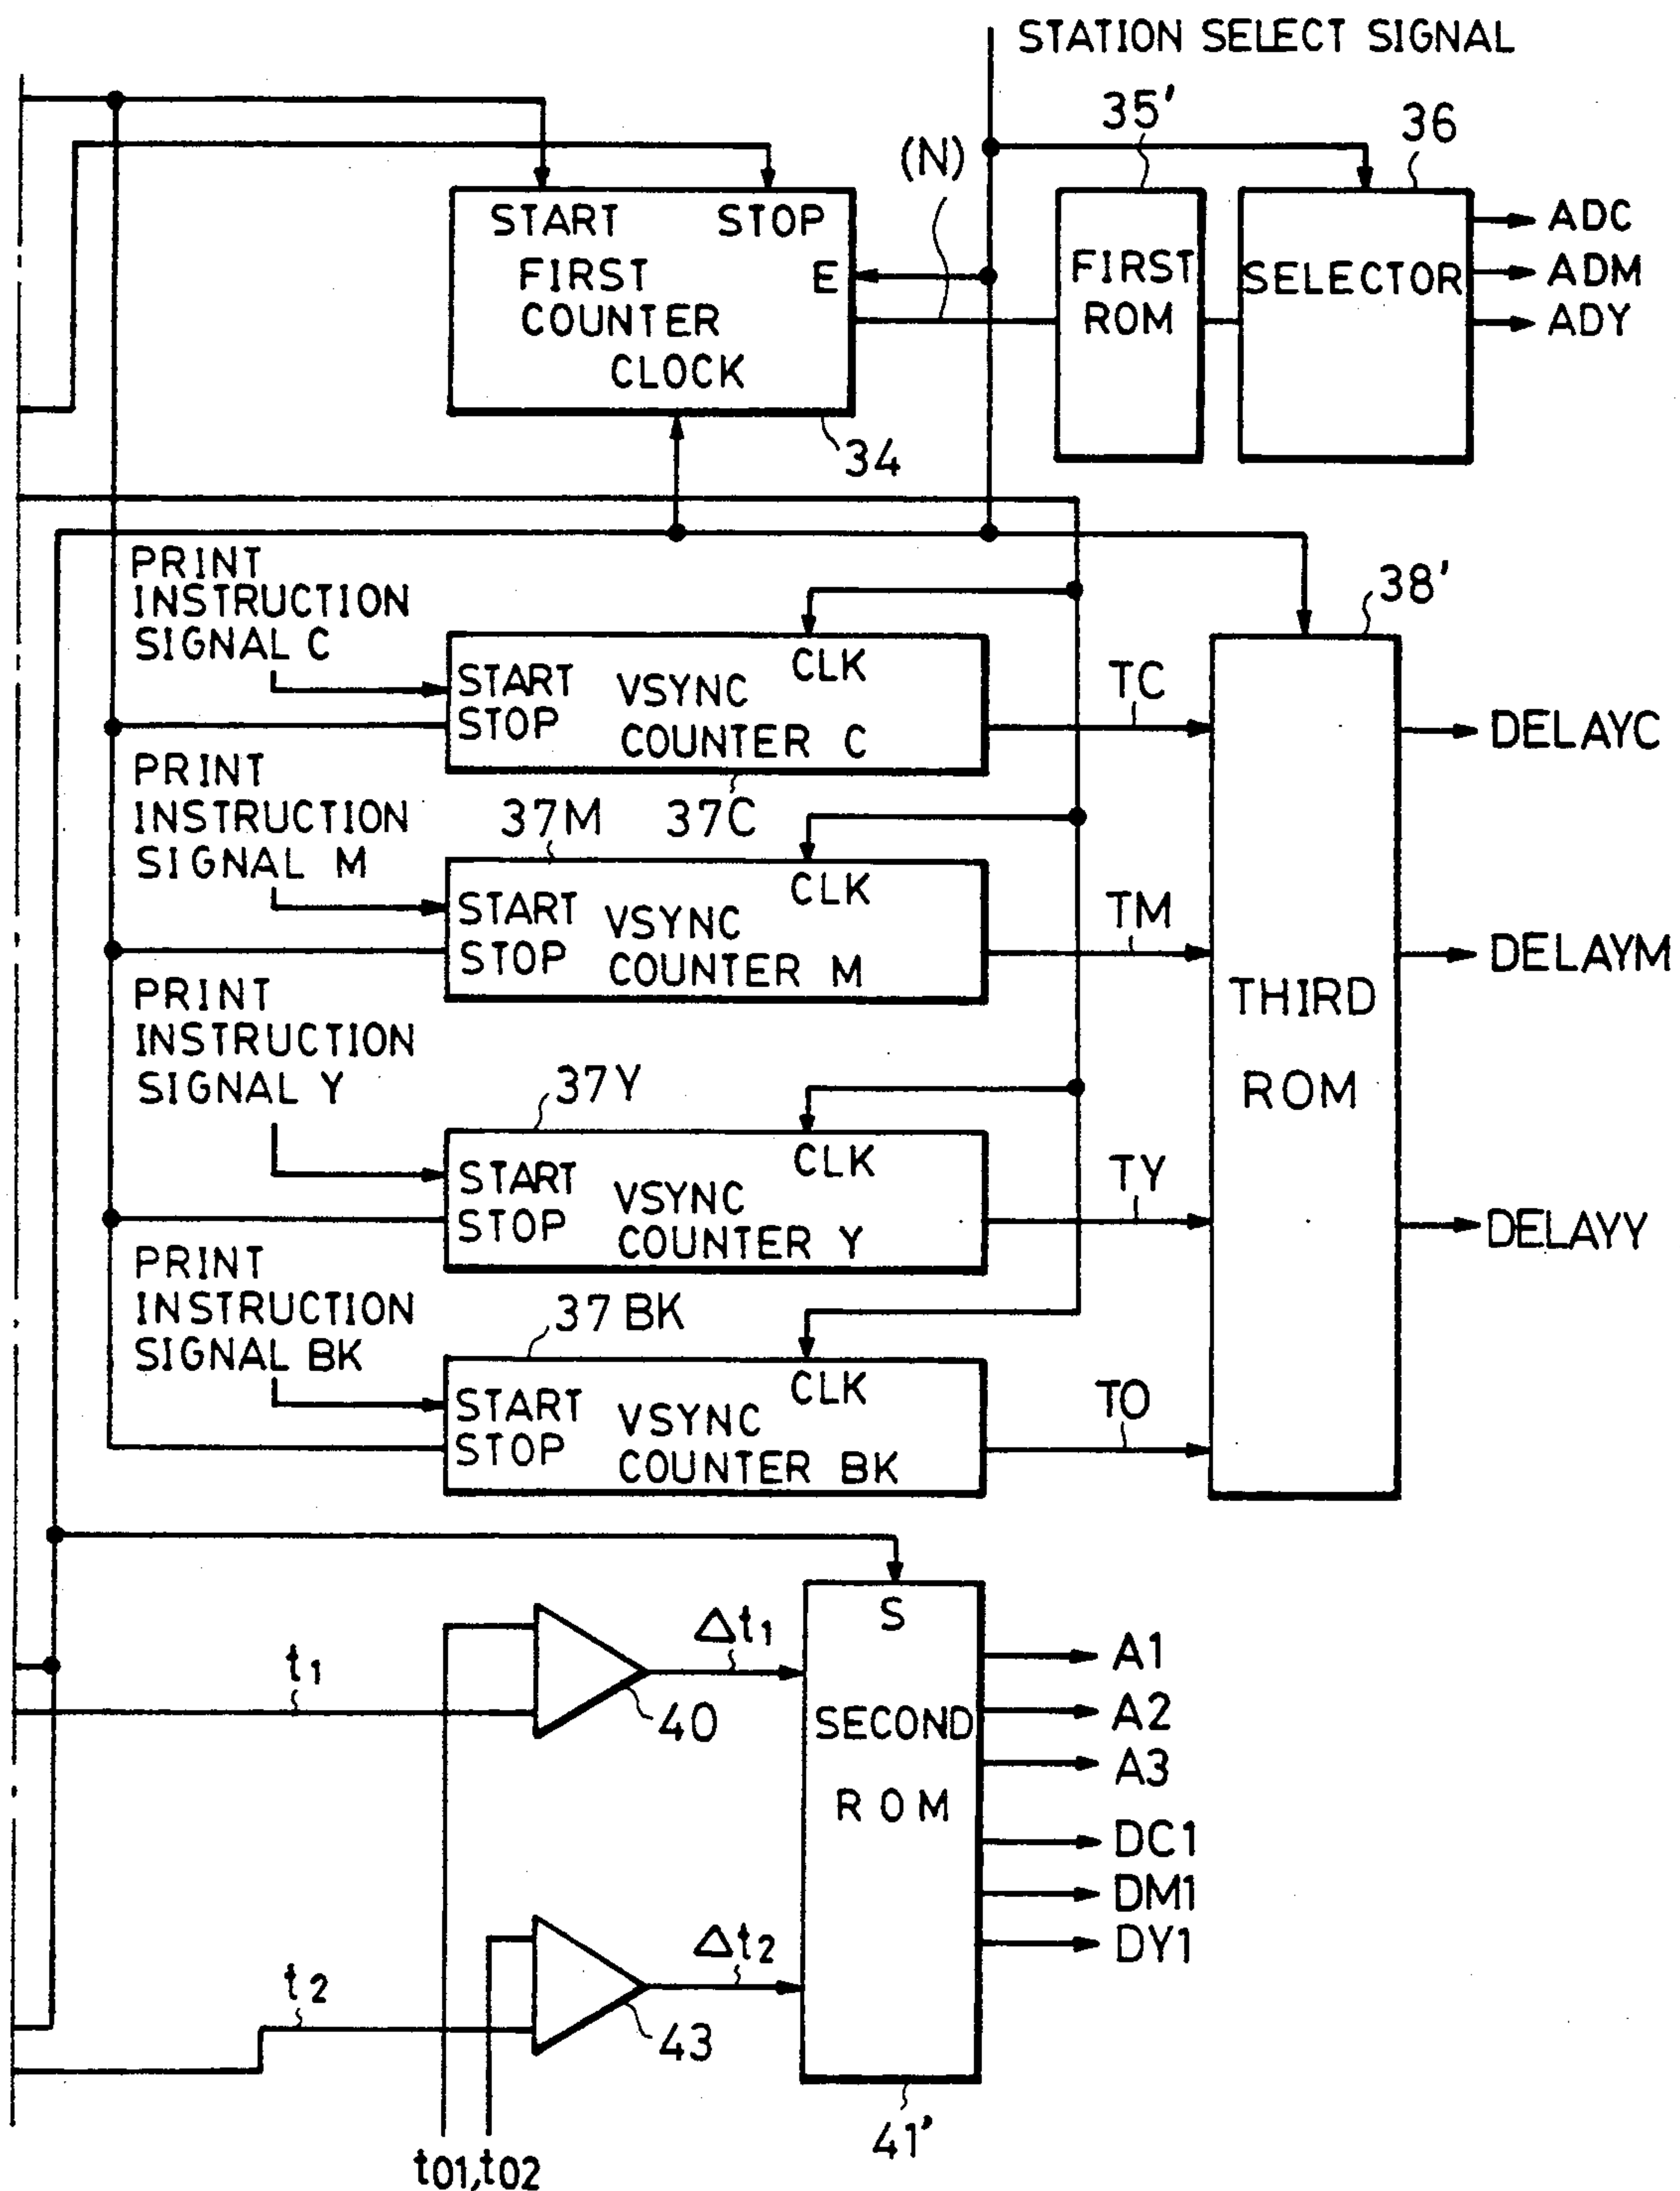 STATION SELECT SIGNAL
35'
36
(N)
START STOP
E
FIRST
COUNTER
CLOCK
34
FIRST
ROM
SELECTOR
ADC
ADM
ADY
PRINT
INSTRUCTION
SIGNAL C
38'
CLK
START
STOP
VSYNC
COUNTER C
TC
DELAYC
37C
PRINT
INSTRUCTION
SIGNAL M
37M
CLK
START
STOP
VSYNC
COUNTER M
TM
DELAYM
THIRD
ROM
PRINT
INSTRUCTION
SIGNAL Y
37Y
CLK
START
STOP
VSYNC
COUNTER Y
TY
DELAYY
PRINT
INSTRUCTION
SIGNAL BK
37BK
CLK
START
STOP
VSYNC
COUNTER BK
TO
S
SECOND
ROM
t1
Δt1
40
A1
A2
A3
DC1
DM1
DY1
t2
Δt2
43
41'
t01,t02